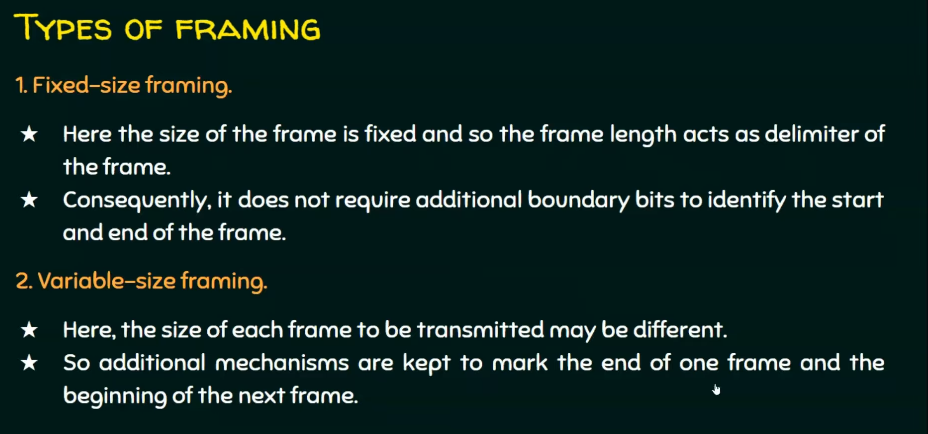 Types of framing
1. Fixed-size framing.
★ Here the size of the frame is fixed and so the frame length acts as delimiter of
the frame.
★ Consequently, it does not require additional boundary bits to identify the start
and end of the frame.
2. Variable-size framing.
★ Here, the size of each frame to be transmitted may be different.
★ So additional mechanisms are kept to mark the end of one frame and the
beginning of the next frame.